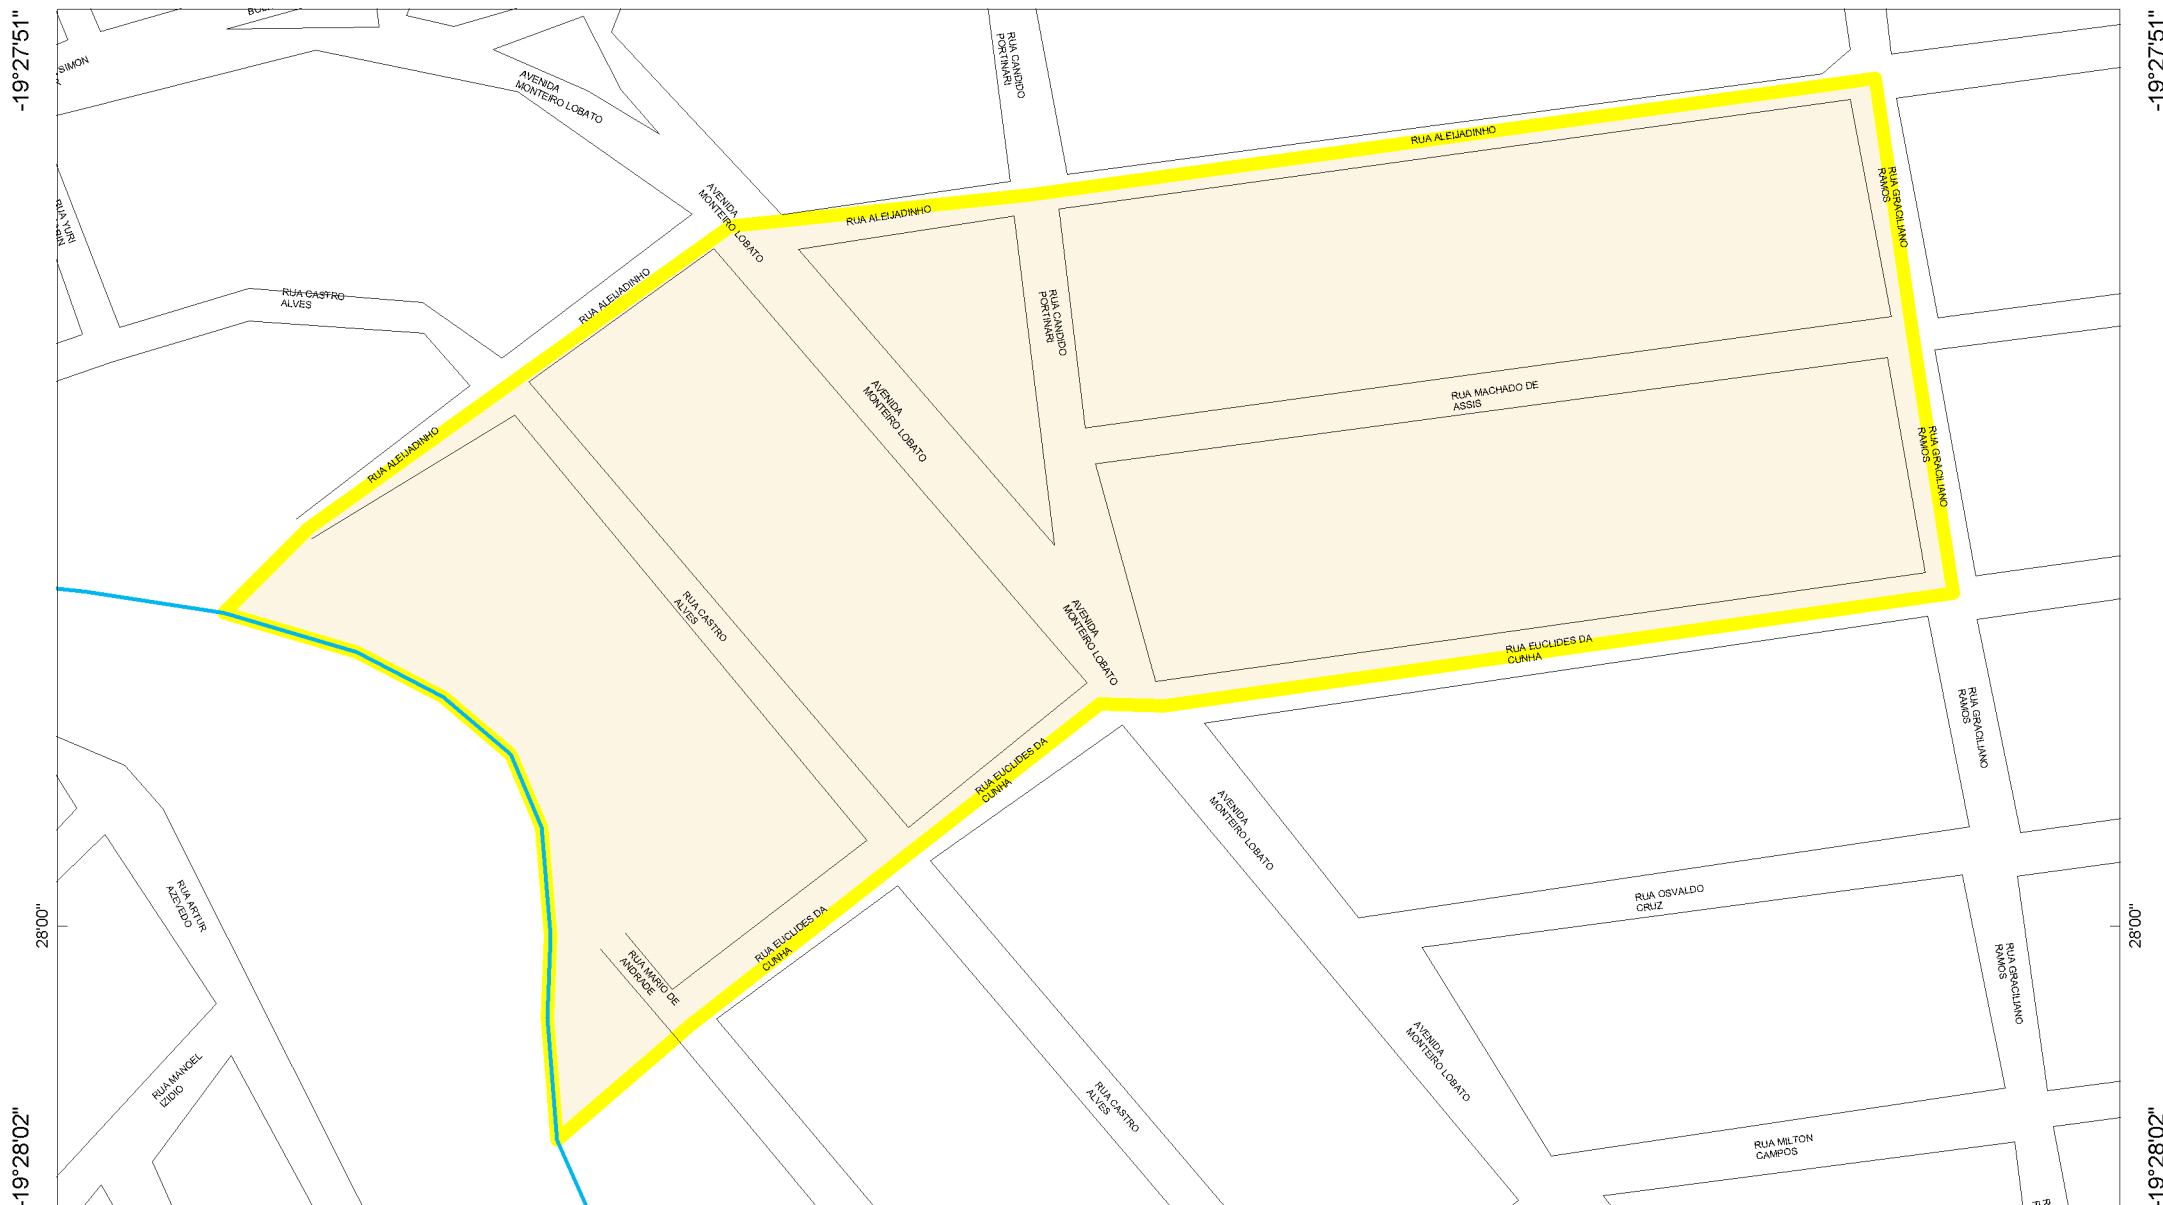 -19°27'51"
-19°27'51"
SIMON
AVENIDA
MONTEIRO LOBATO
RUA CANDIDO
PORTINARI
RUA ALEIJADINHO
RUA GRACILIANO
RAMOS
AVENIDA
MONTEIRO LOBATO
RUA ALEIJADINHO
RUA YURI
RUA CASTRO
ALVES
RUA ALEIJADINHO
RUA CANDIDO
PORTINARI
AVENIDA
MONTEIRO LOBATO
RUA MACHADO DE
ASSIS
RUA ALEIJADINHO
RUA GRACILIANO
RAMOS
RUA CASTRO
ALVES
AVENIDA
MONTEIRO LOBATO
RUA EUCLIDES DA
CUNHA
RUA GRACILIANO
RAMOS
RUA EUCLIDES DA
CUNHA
AVENIDA
MONTEIRO LOBATO
RUA ARTUR
AZEVEDO
RUA OSVALDO
CRUZ
28'00"
28'00"
RUA EUCLIDES DA
CUNHA
RUA MARIO DE
ANDRADE
RUA GRACILIANO
RAMOS
AVENIDA
MONTEIRO LOBATO
RUA MANOEL
IZIDIO
RUA CASTRO
ALVES
RUA MILTON
CAMPOS
-19°28'02"
-19°28'02"